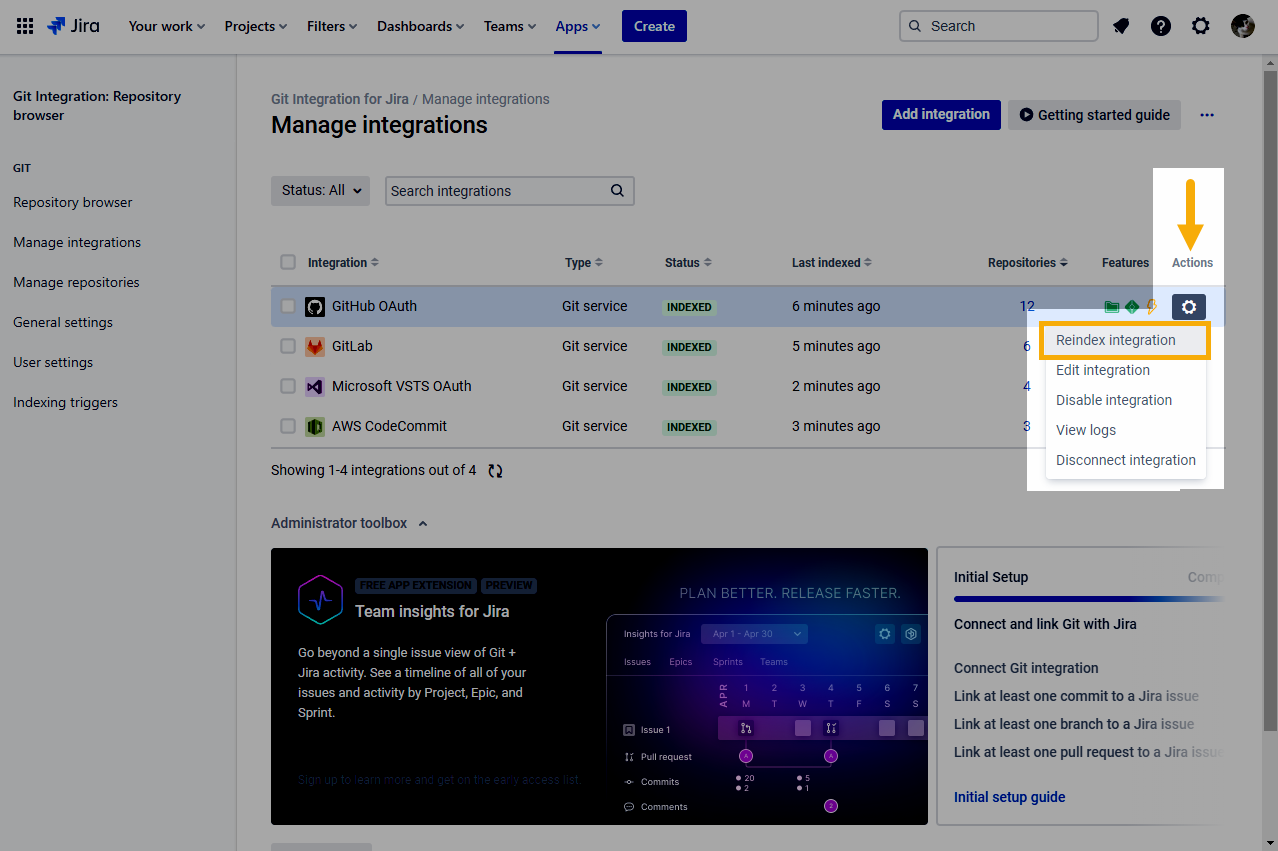 Jira
Your work
Projects
Filters
Dashboards
Teams
Apps
Create
Search
Git Integration: Repository
browser
GIT
Repository browser
Manage integrations
Manage repositories
General settings
User settings
Indexing triggers
Git Integration for Jira / Manage integrations
Manage integrations
Add integration
Getting started guide
Status: All
Search integrations
Integration Type Status Last indexed Repositories Features Actions
GitHub OAuth Git service INDEXED 6 minutes ago 12
GitLab Git service INDEXED 5 minutes ago 6
Microsoft VSTS OAuth Git service INDEXED 2 minutes ago 4
AWS CodeCommit Git service INDEXED 3 minutes ago 3
Reindex integration
Edit integration
Disable integration
View logs
Disconnect integration
Showing 1-4 integrations out of 4
Administrator toolbox
FREE APP EXTENSION PREVIEW
Team insights for Jira
Go beyond a single issue view of Git +
Jira activity. See a timeline of all of your
issues and activity by Project, Epic, and
Sprint.
Sign up to learn more and get on the early access list.
PLAN BETTER. RELEASE FASTER.
Insights for Jira Apr 1 - Apr 30
Issues Epics Sprints Teams
APR
1 2 3 4 5 6 7
M T W T F S S
Issue 1
Pull request A A
Commits 20 5
2 1
Comments 2
Initial Setup Comp
Connect and link Git with Jira
Connect Git integration
Link at least one commit to a Jira issue
Link at least one branch to a Jira issue
Link at least one pull request to a Jira issue
Initial setup guide